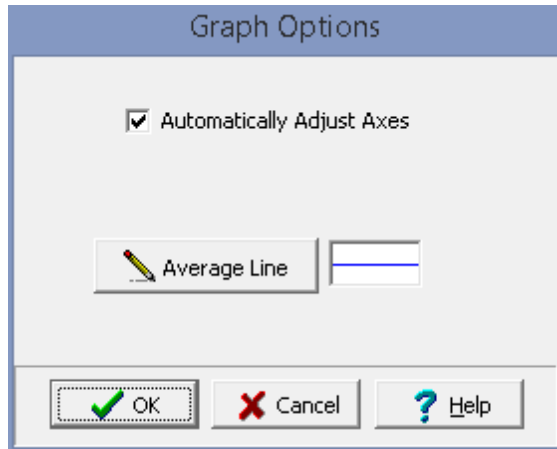 Graph Options
Automatically Adjust Axes
Average Line
OK Cancel Help